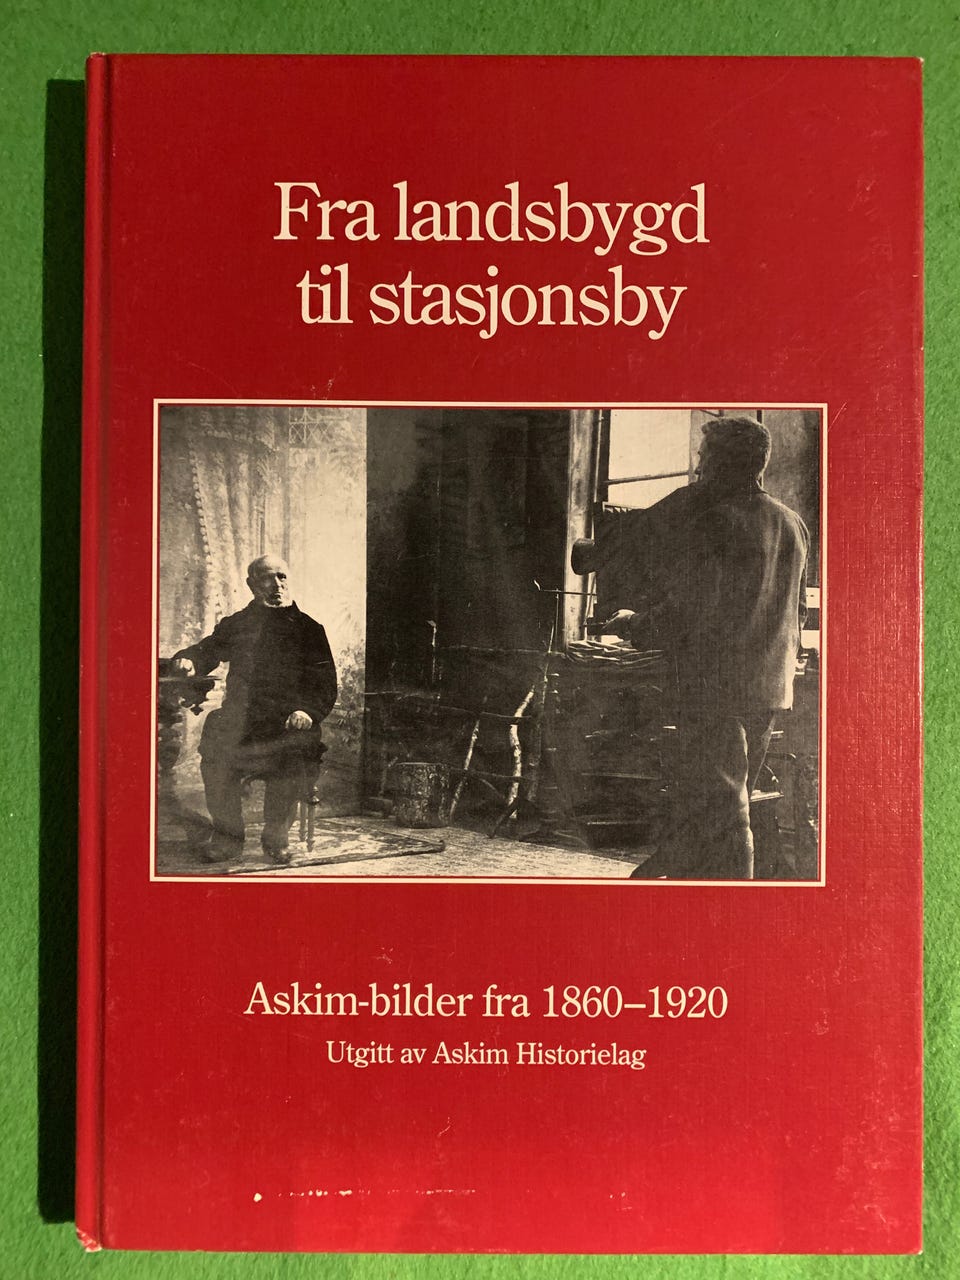 Fra landsbygd
til stasjonsby
Askim-bilder fra 1860–1920
Utgitt av Askim Historielag